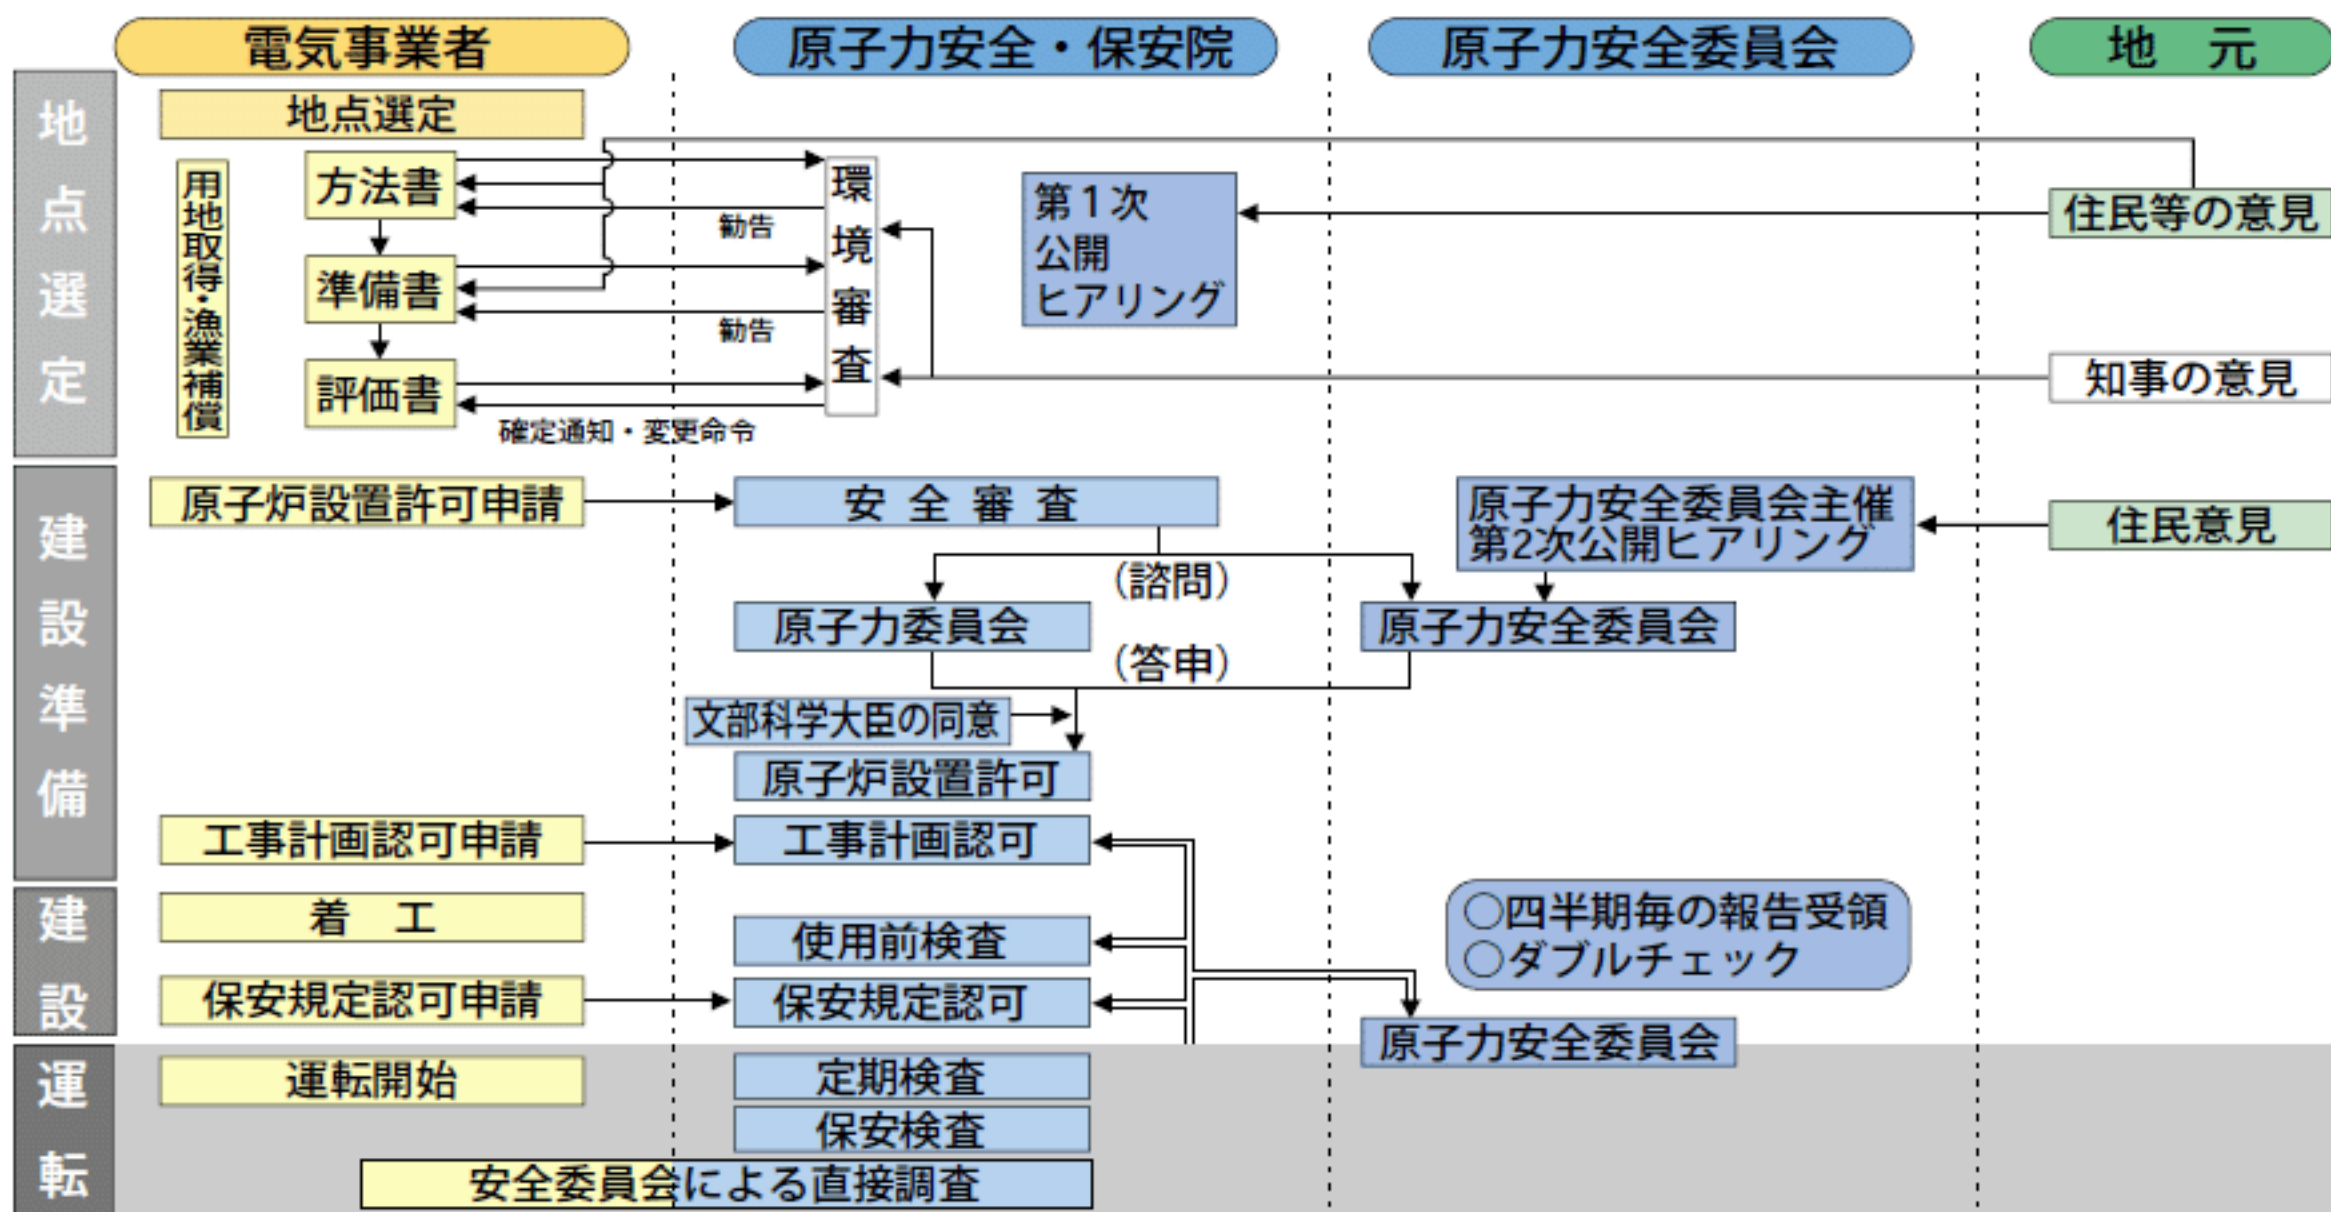 電気事業者
原子力安全・保安院
原子力安全委員会
地　元
地点選定
地点選定
用地取得・漁業補償
方法書
準備書
評価書
勧告
勧告
確定通知・変更命令
環境審査
第１次
公開
ヒアリング
住民等の意見
知事の意見
建設準備
原子炉設置許可申請
安全審査
原子力安全委員会主催
第2次公開ヒアリング
住民意見
（諮問）
原子力委員会
原子力安全委員会
（答申）
文部科学大臣の同意
原子炉設置許可
工事計画認可申請
工事計画認可
建設
着　工
使用前検査
○四半期毎の報告受領
○ダブルチェック
保安規定認可申請
保安規定認可
原子力安全委員会
運転
運転開始
定期検査
保安検査
安全委員会による直接調査